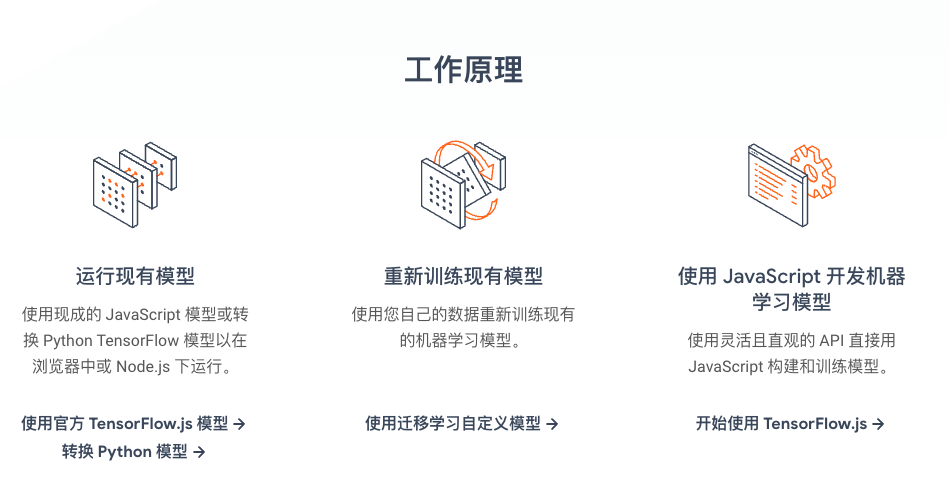 工作原理
运行现有模型
使用现成的 JavaScript 模型或转
换 Python TensorFlow 模型以在
浏览器中或 Node.js 下运行。
使用官方 TensorFlow.js 模型 →
转换 Python 模型 →
重新训练现有模型
使用您自己的数据重新训练现有
的机器学习模型。
使用迁移学习自定义模型 →
使用 JavaScript 开发机器
学习模型
使用灵活且直观的 API 直接用
JavaScript 构建和训练模型。
开始使用 TensorFlow.js →